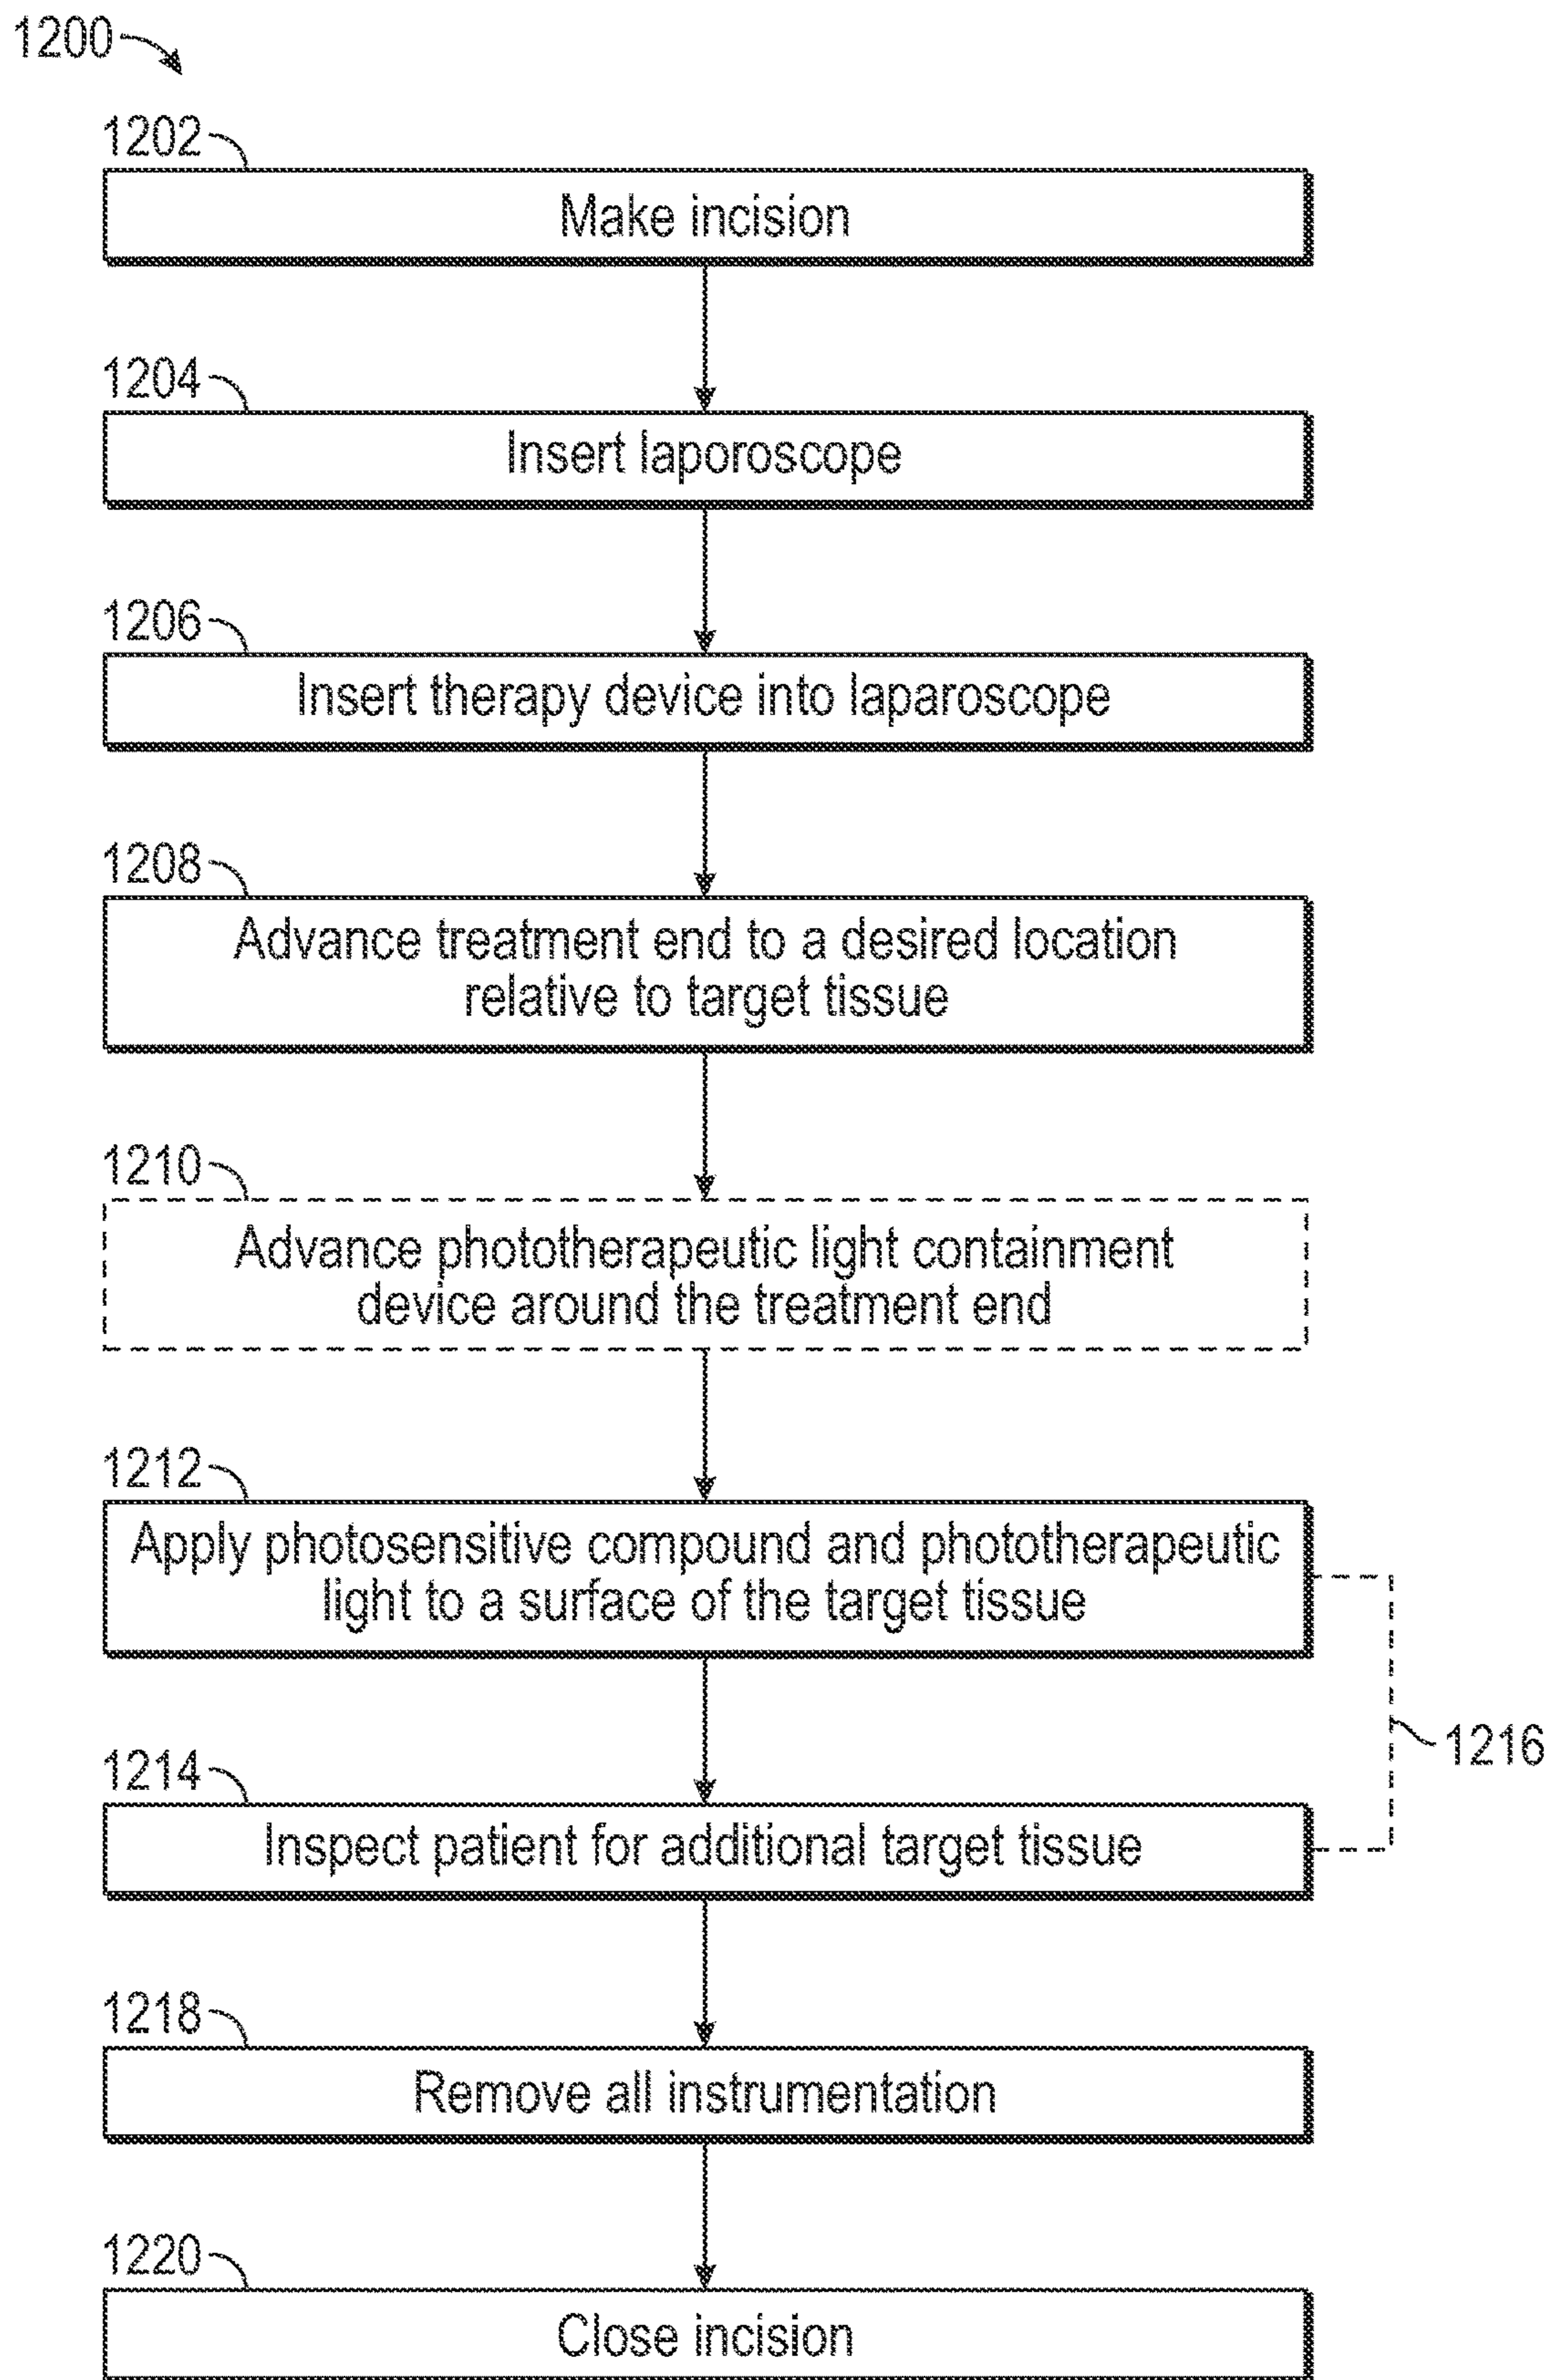 1200
1202
Make incision
1204
Insert laporoscope
1206
Insert therapy device into laparoscope
1208
Advance treatment end to a desired location
relative to target tissue
1210
Advance phototherapeutic light containment
device around the treatment end
1212
Apply photosensitive compound and phototherapeutic
light to a surface of the target tissue
1216
1214
Inspect patient for additional target tissue
1218
Remove all instrumentation
1220
Close incision